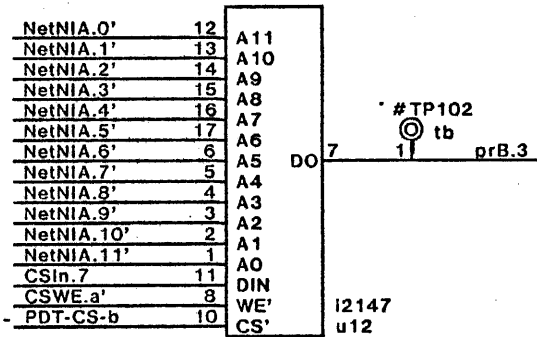 NetNIA.0' 12 A11
NetNIA.1' 13 A10
NetNIA.2' 14 A9
NetNIA.3' 15 A8
NetNIA.4' 16 A7
NetNIA.5' 17 A6
NetNIA.6' 6 A5
NetNIA.7' 5 A4
NetNIA.8' 4 A3
NetNIA.9' 3 A2
NetNIA.10' 2 A1
NetNIA.11' 1 A0
CSIn.7 11 DIN
CSWE.a' 8 WE'
PDT-CS-b 10 CS'
#TP102
tb
DO 7 1 prB.3
i2147
u12